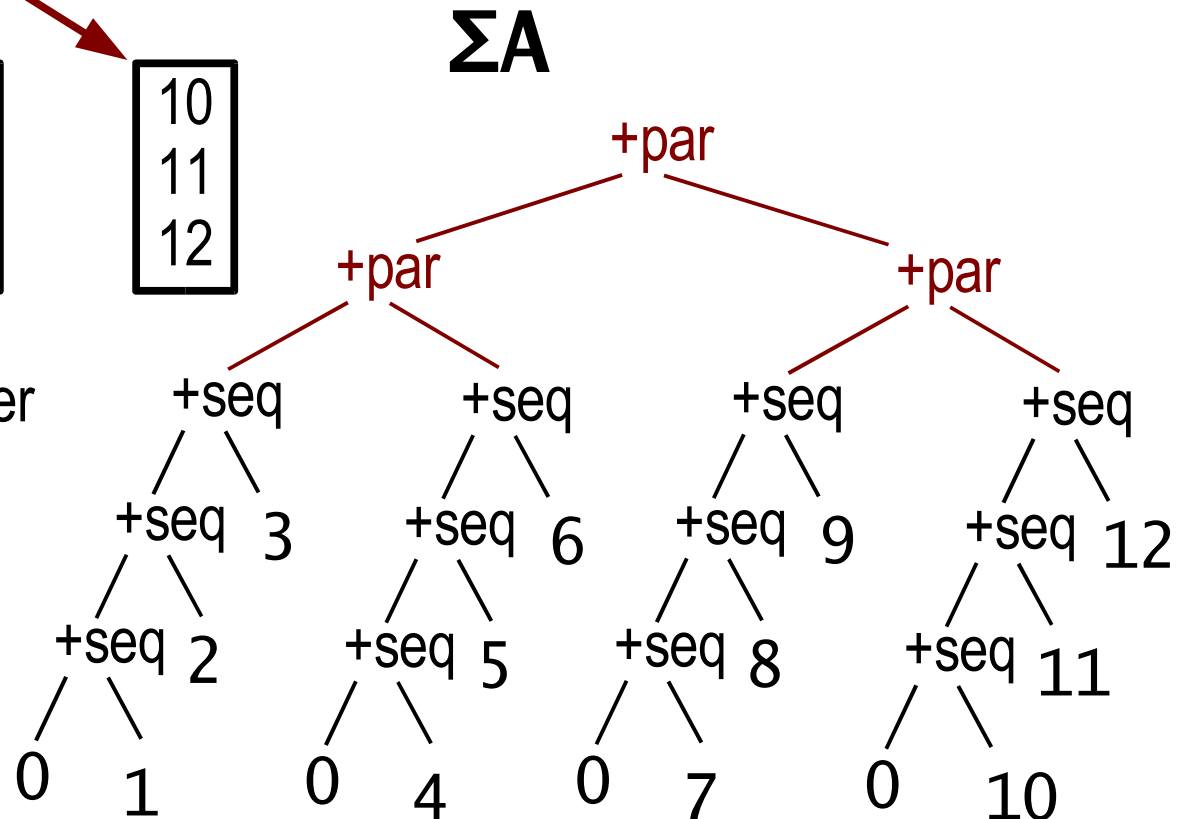 ΣA
10
11
12
+par
+par +par
er
+seq +seq +seq +seq
+seq 3 +seq 6 +seq 9 +seq 12
+seq 2 +seq 5 +seq 8 +seq 11
0 1 0 4 0 7 0 10